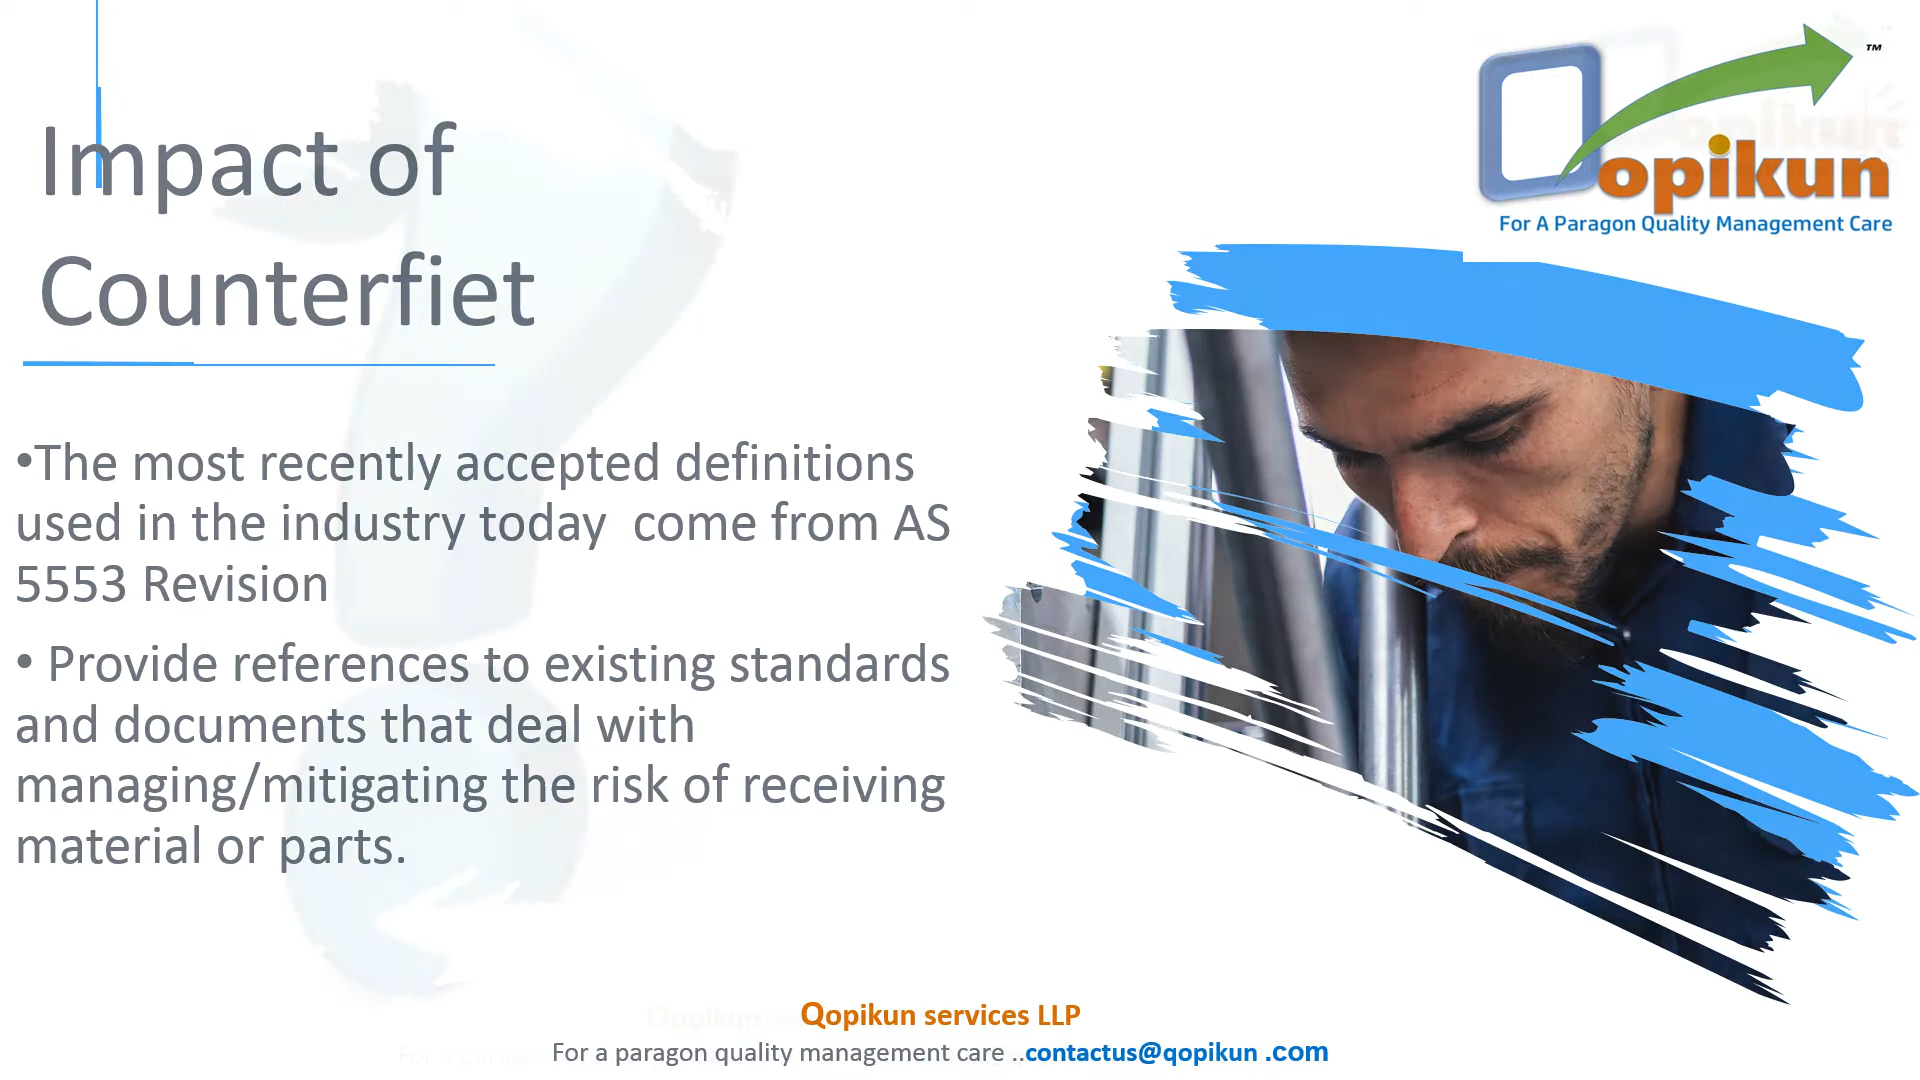 Impact of
Counterfiet
opikun
™
For A Paragon Quality Management Care
•The most recently accepted definitions
used in the industry today come from AS
5553 Revision
• Provide references to existing standards
and documents that deal with
managing/mitigating the risk of receiving
material or parts.
Qopikun services LLP
For a paragon quality management care ..contactus@qopikun .com